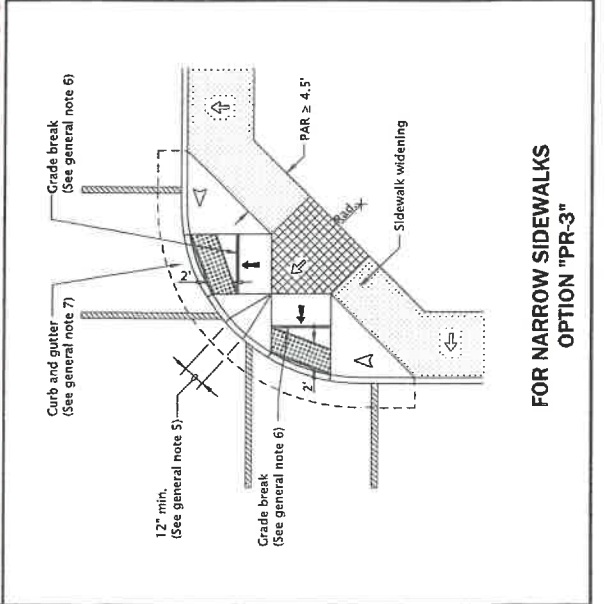 Grade break
(See general note 6)
Curb and gutter
(See general note 7)
PAR ≥ 4.5'
2'
Rad.
12" min.
(See general note 5)
Sidewalk widening
2'
Grade break
(See general note 6)
FOR NARROW SIDEWALKS
OPTION "PR-3"